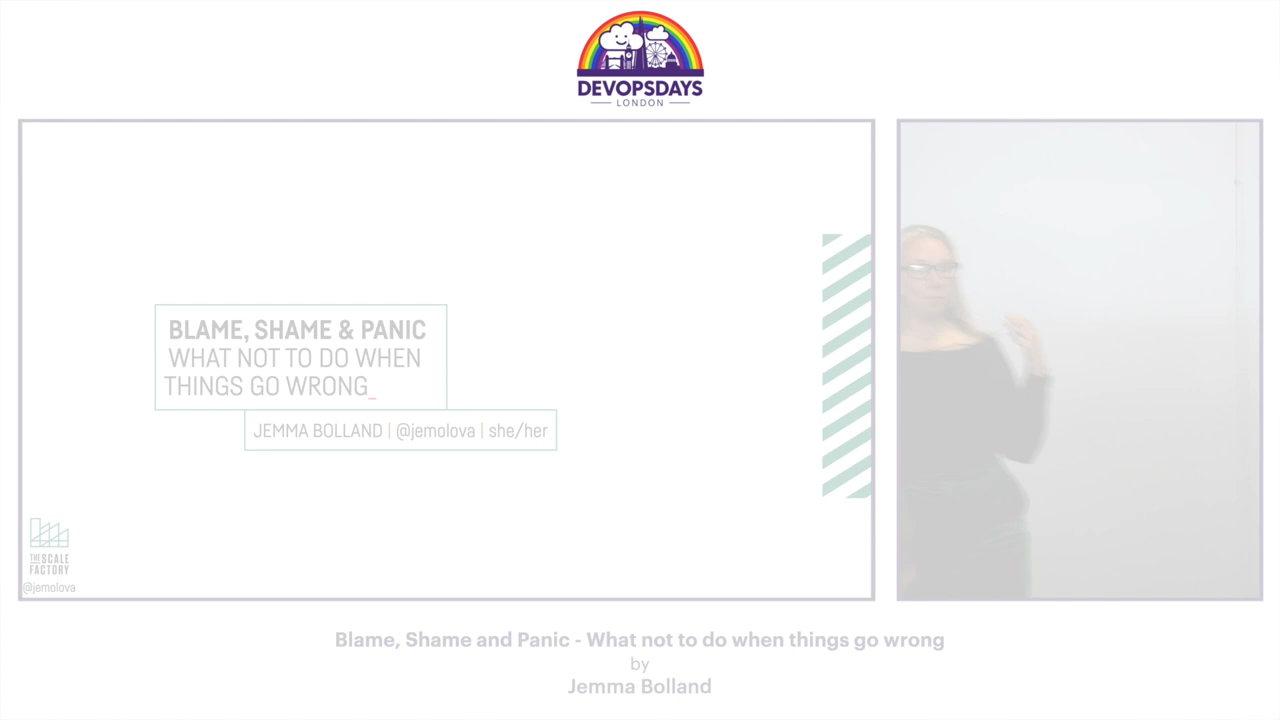 DEVOPSDAYS
LONDON
BLAME, SHAME & PANIC
WHAT NOT TO DO WHEN
THINGS GO WRONG_
JEMMA BOLLAND | @jemolova | she/her
THE SCALE
FACTORY
@jemolova
Blame, Shame and Panic - What not to do when things go wrong
by
Jemma Bolland